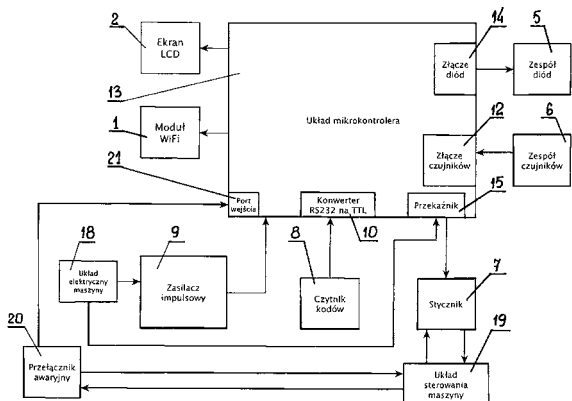 2
Ekran
LCD
13
1
Moduł
WiFi
21
Port
wejścia
Układ mikrokontrolera
Konwerter
RS232 na TTL
10
14
Złącze
diód
5
Zespół
diód
12
Złącze
czujników
6
Zespół
czujników
15
Przekaźnik
18
Układ
elektryczny
maszyny
9
Zasilacz
impulsowy
8
Czytnik
kodów
7
Stycznik
20
Przełącznik
awaryjny
19
Układ
sterowania
maszyny